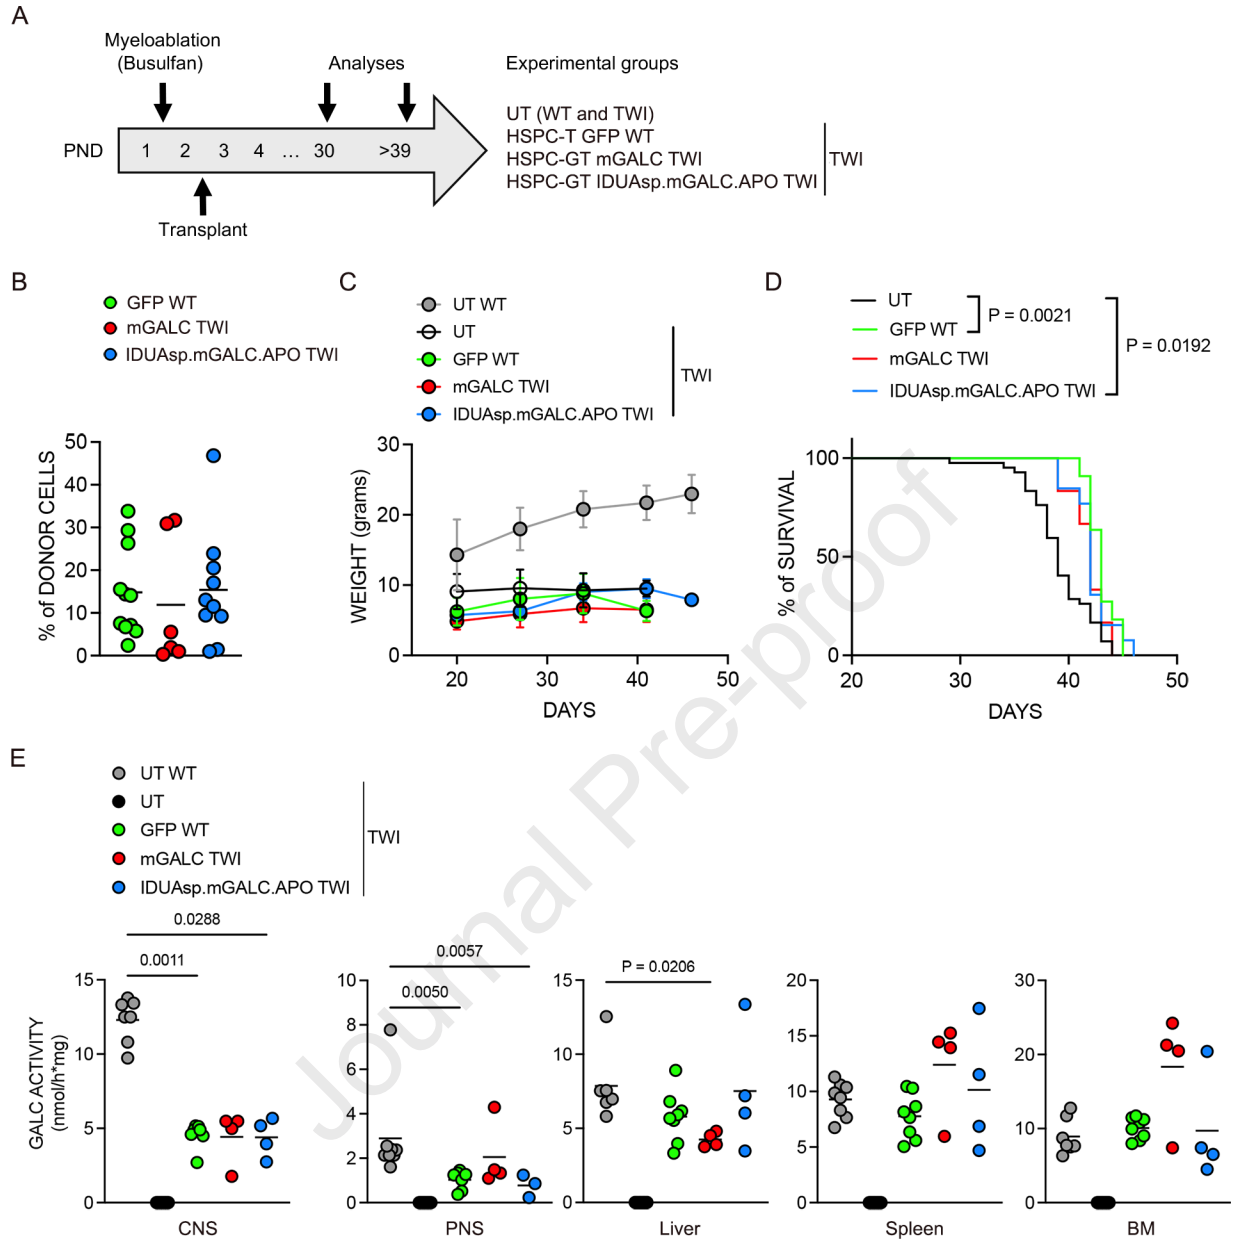 A
Myeloablation
(Busulfan)
Analyses
Experimental groups
PND
1 2 3 4 … 30 >39
Transplant
UT (WT and TWI)
HSPC-T GFP WT
HSPC-GT mGALC TWI
HSPC-GT IDUAsp.mGALC.APO TWI
TWI
B
GFP WT
mGALC TWI
IDUAsp.mGALC.APO TWI
% of DONOR CELLS
50
40
30
20
10
0
C
UT WT
UT
GFP WT
mGALC TWI
IDUAsp.mGALC.APO TWI
TWI
WEIGHT (grams)
30
20
10
0
20 30 40 50
DAYS
D
UT
GFP WT
mGALC TWI
IDUAsp.mGALC.APO TWI
P = 0.0021
P = 0.0192
% of SURVIVAL
100
50
0
20 30 40 50
DAYS
E
UT WT
UT
GFP WT
mGALC TWI
IDUAsp.mGALC.APO TWI
TWI
GALC ACTIVITY
(nmol/h*mg)
0.0288
0.0011
15
10
5
0
CNS
0.0057
0.0050
10
8
6
4
2
0
PNS
P = 0.0206
15
10
5
0
Liver
20
15
10
5
0
Spleen
30
20
10
0
BM
Journal Pre-proof